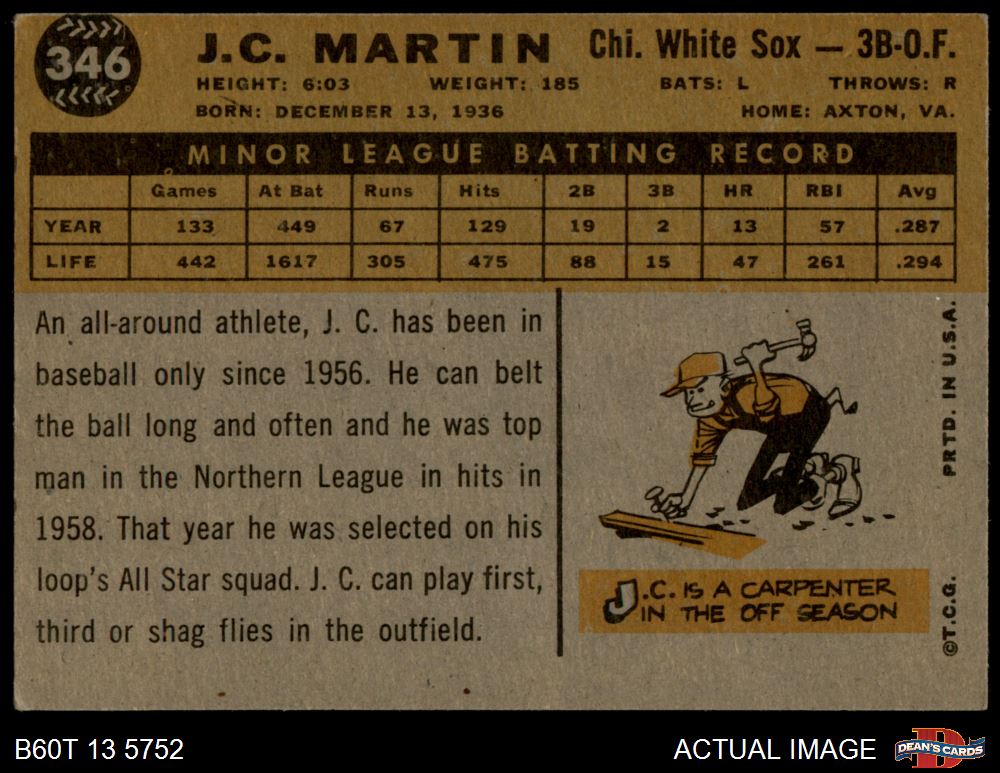 346
J.C. MARTIN Chi. White Sox — 3B-O.F.
HEIGHT: 6:03 WEIGHT: 185 BATS: L THROWS: R
BORN: DECEMBER 13, 1936 HOME: AXTON, VA.
MINOR LEAGUE BATTING RECORD
Games At Bat Runs Hits 2B 3B HR RBI Avg
YEAR 133 449 67 129 19 2 13 57 .287
LIFE 442 1617 305 475 88 15 47 261 .294
An all-around athlete, J. C. has been in
baseball only since 1956. He can belt
the ball long and often and he was top
man in the Northern League in hits in
1958. That year he was selected on his
loop's All Star squad. J. C. can play first,
third or shag flies in the outfield.
J.C. IS A CARPENTER
IN THE OFF SEASON
©T.C.G. PRTD. IN U.S.A.
B60T 13 5752 ACTUAL IMAGE
DEAN'S CARDS